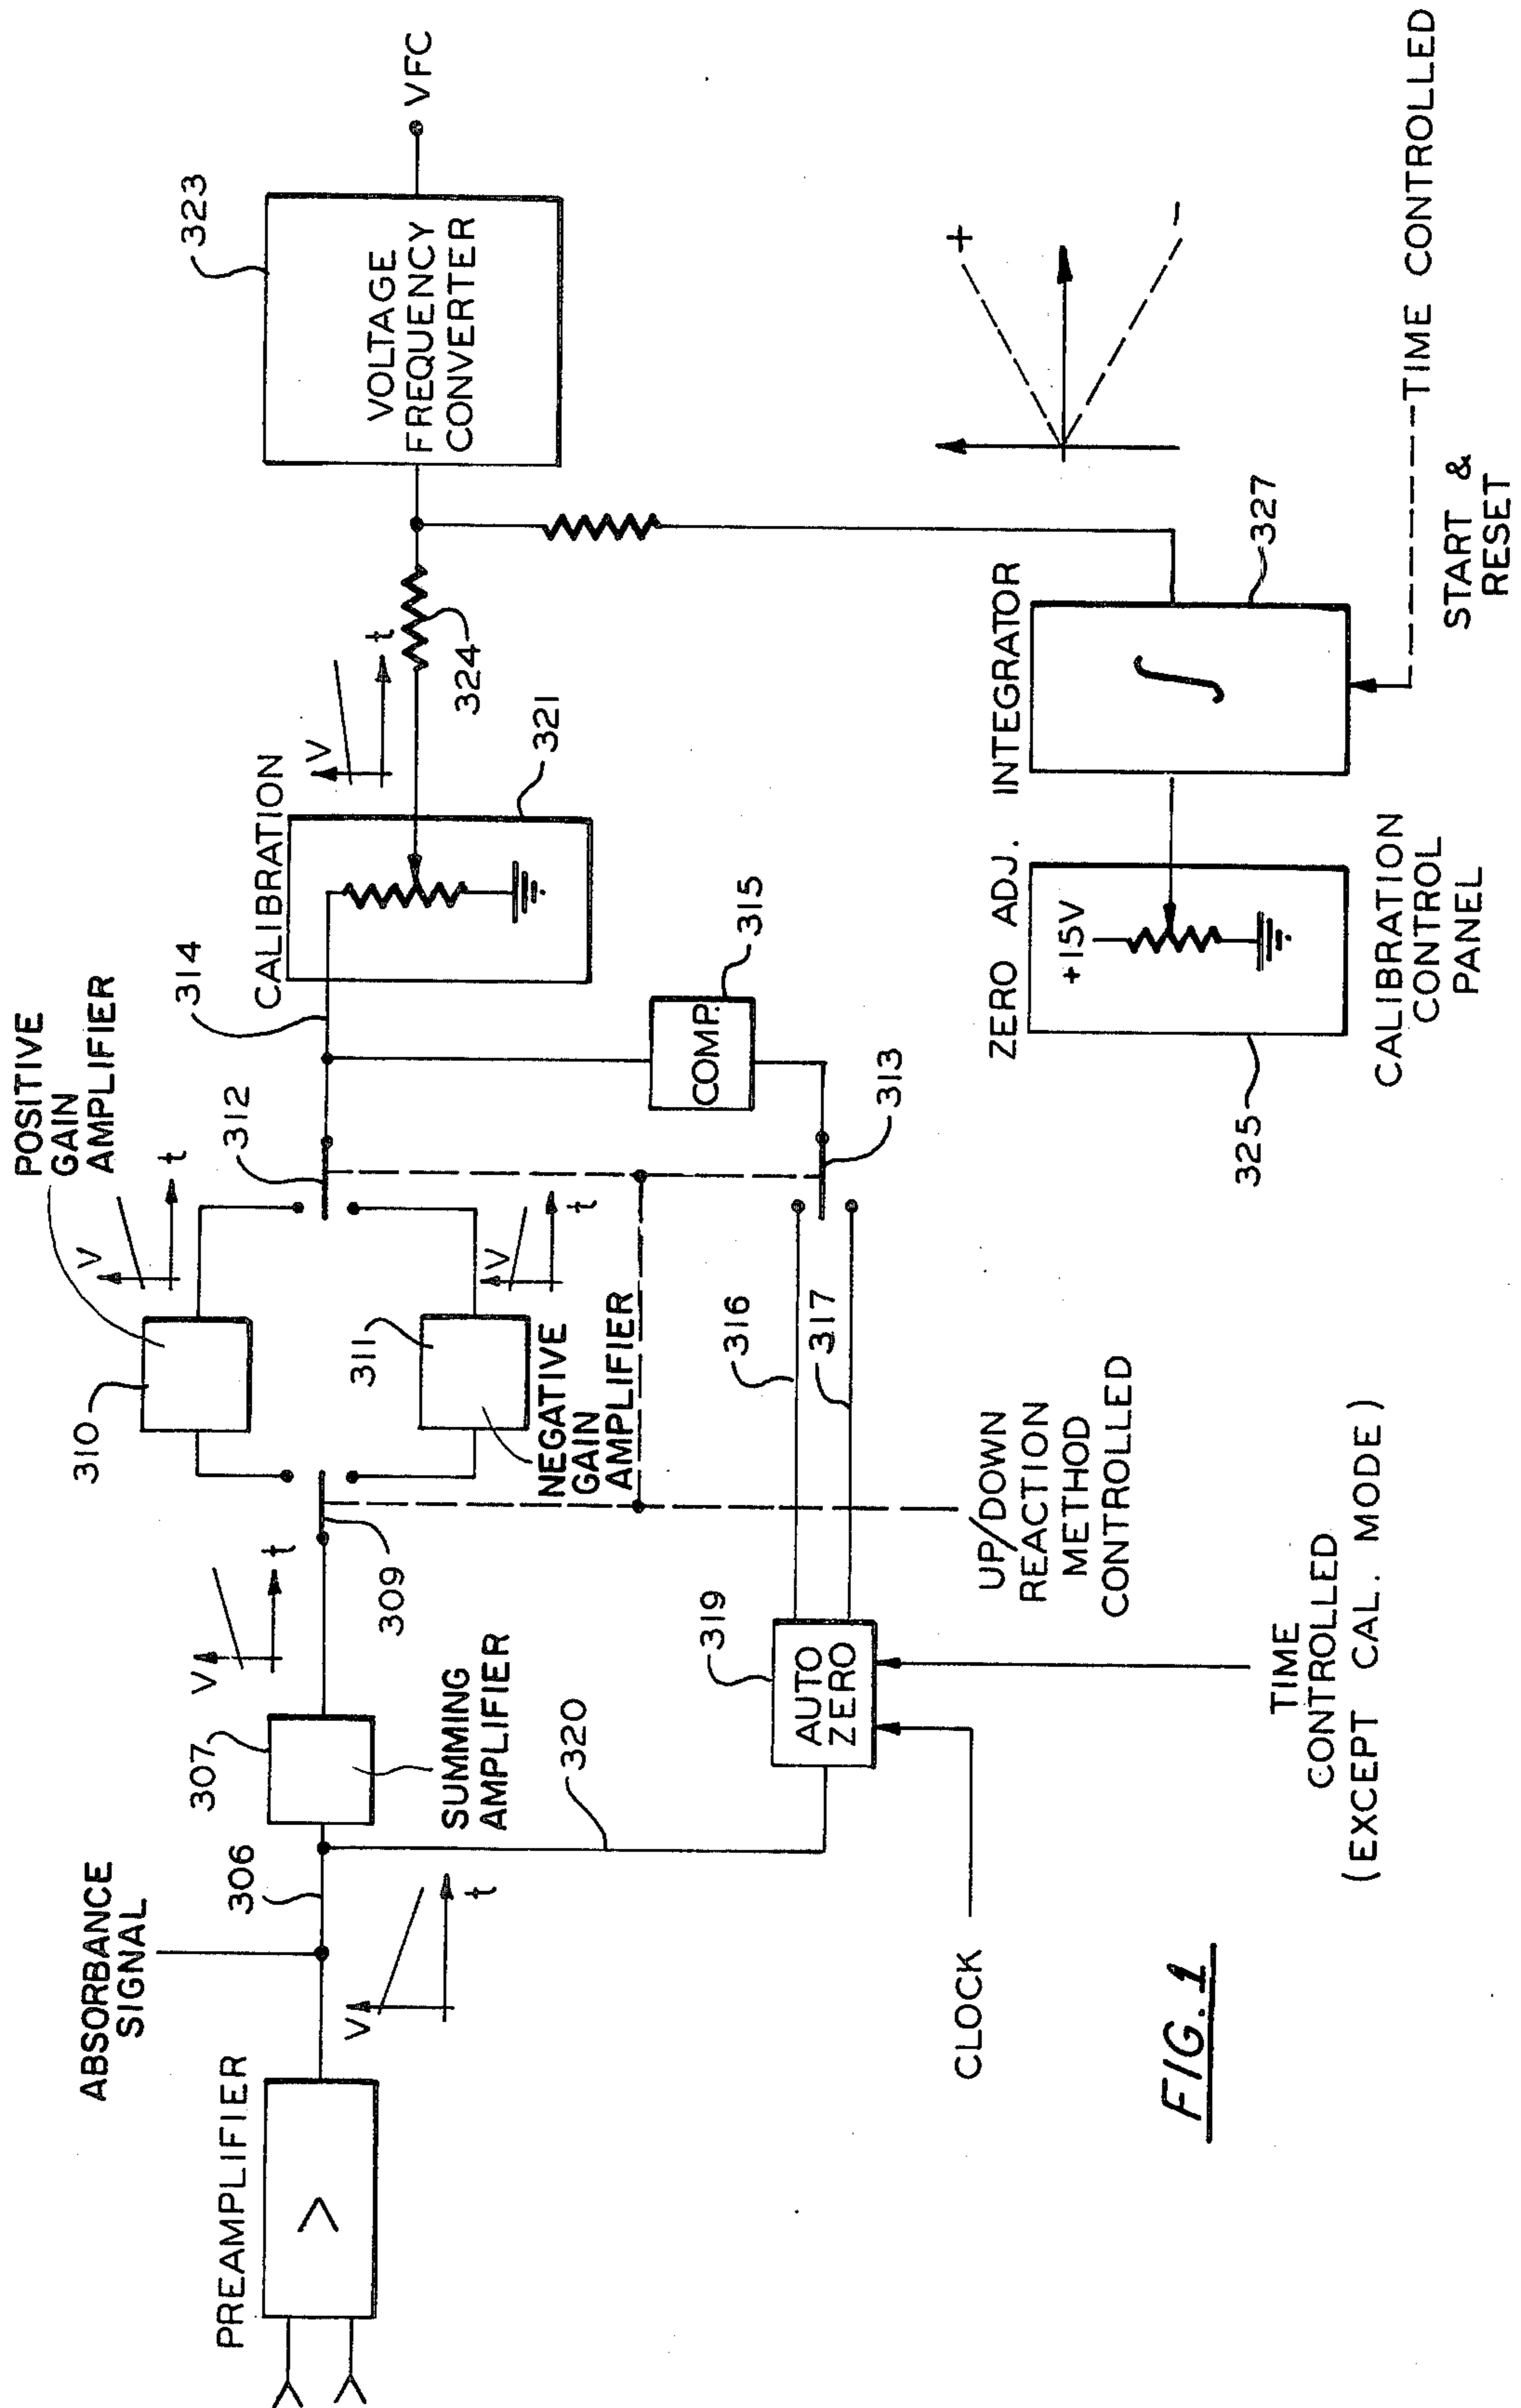 PREAMPLIFIER
>
ABSORBANCE
SIGNAL
306
V
t
307
SUMMING
AMPLIFIER
320
V
t
309
310
POSITIVE
GAIN
AMPLIFIER
V
t
311
NEGATIVE
GAIN
AMPLIFIER
V
t
312
314
CALIBRATION
321
V
t
324
323
VOLTAGE
FREQUENCY
CONVERTER
VFC
COMP.
315
313
316
317
319
AUTO
ZERO
CLOCK
UP/DOWN
REACTION
METHOD
CONTROLLED
TIME
CONTROLLED
(EXCEPT CAL. MODE)
ZERO ADJ.
+15V
325
CALIBRATION
CONTROL
PANEL
INTEGRATOR
∫
327
START &
RESET
TIME CONTROLLED
+
-
FIG. 1